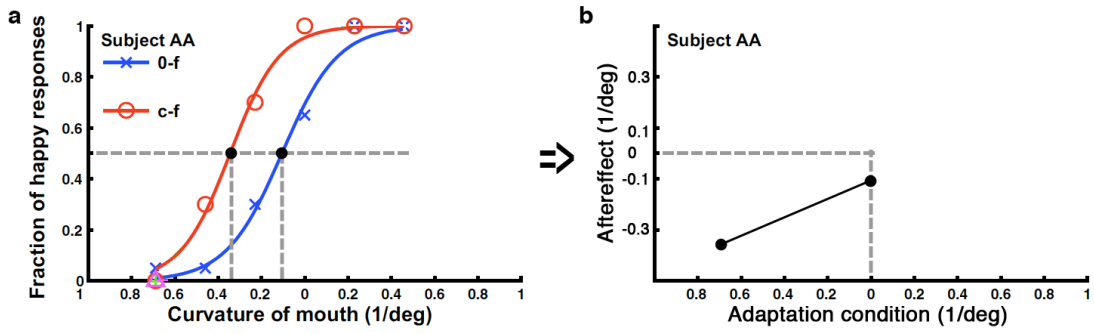 a
Subject AA
0-f
c-f
Fraction of happy responses
1
0.8
0.6
0.4
0.2
0
1 0.8 0.6 0.4 0.2 0 0.2 0.4 0.6 0.8 1
Curvature of mouth (1/deg)
b
Subject AA
Aftereffect (1/deg)
0.3
0.1
0
-0.1
-0.3
0.8 0.6 0.4 0.2 0 0.2 0.4 0.6 0.8 1
Adaptation condition (1/deg)